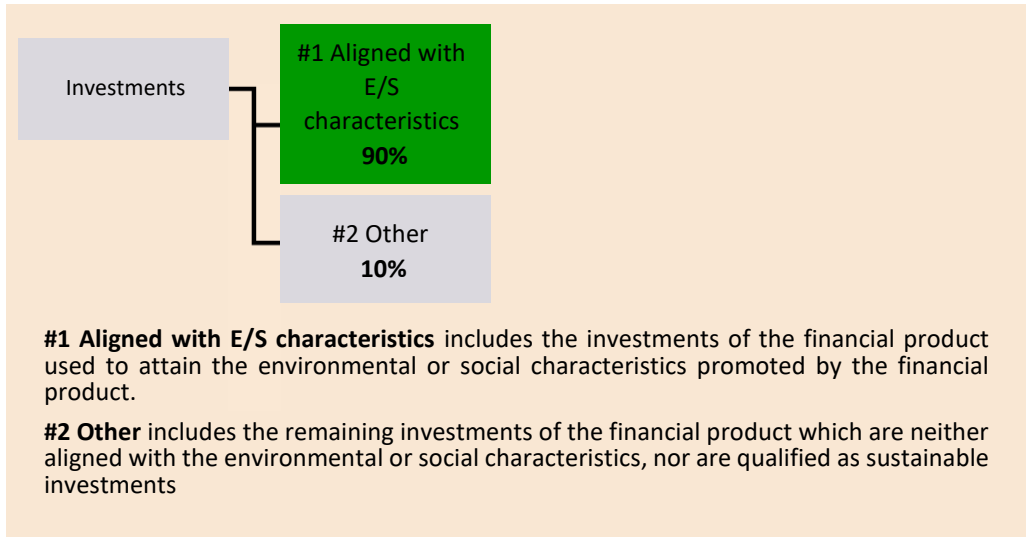 Investments
#1 Aligned with
E/S
characteristics
90%
#2 Other
10%
#1 Aligned with E/S characteristics includes the investments of the financial product
used to attain the environmental or social characteristics promoted by the financial
product.
#2 Other includes the remaining investments of the financial product which are neither
aligned with the environmental or social characteristics, nor are qualified as sustainable
investments